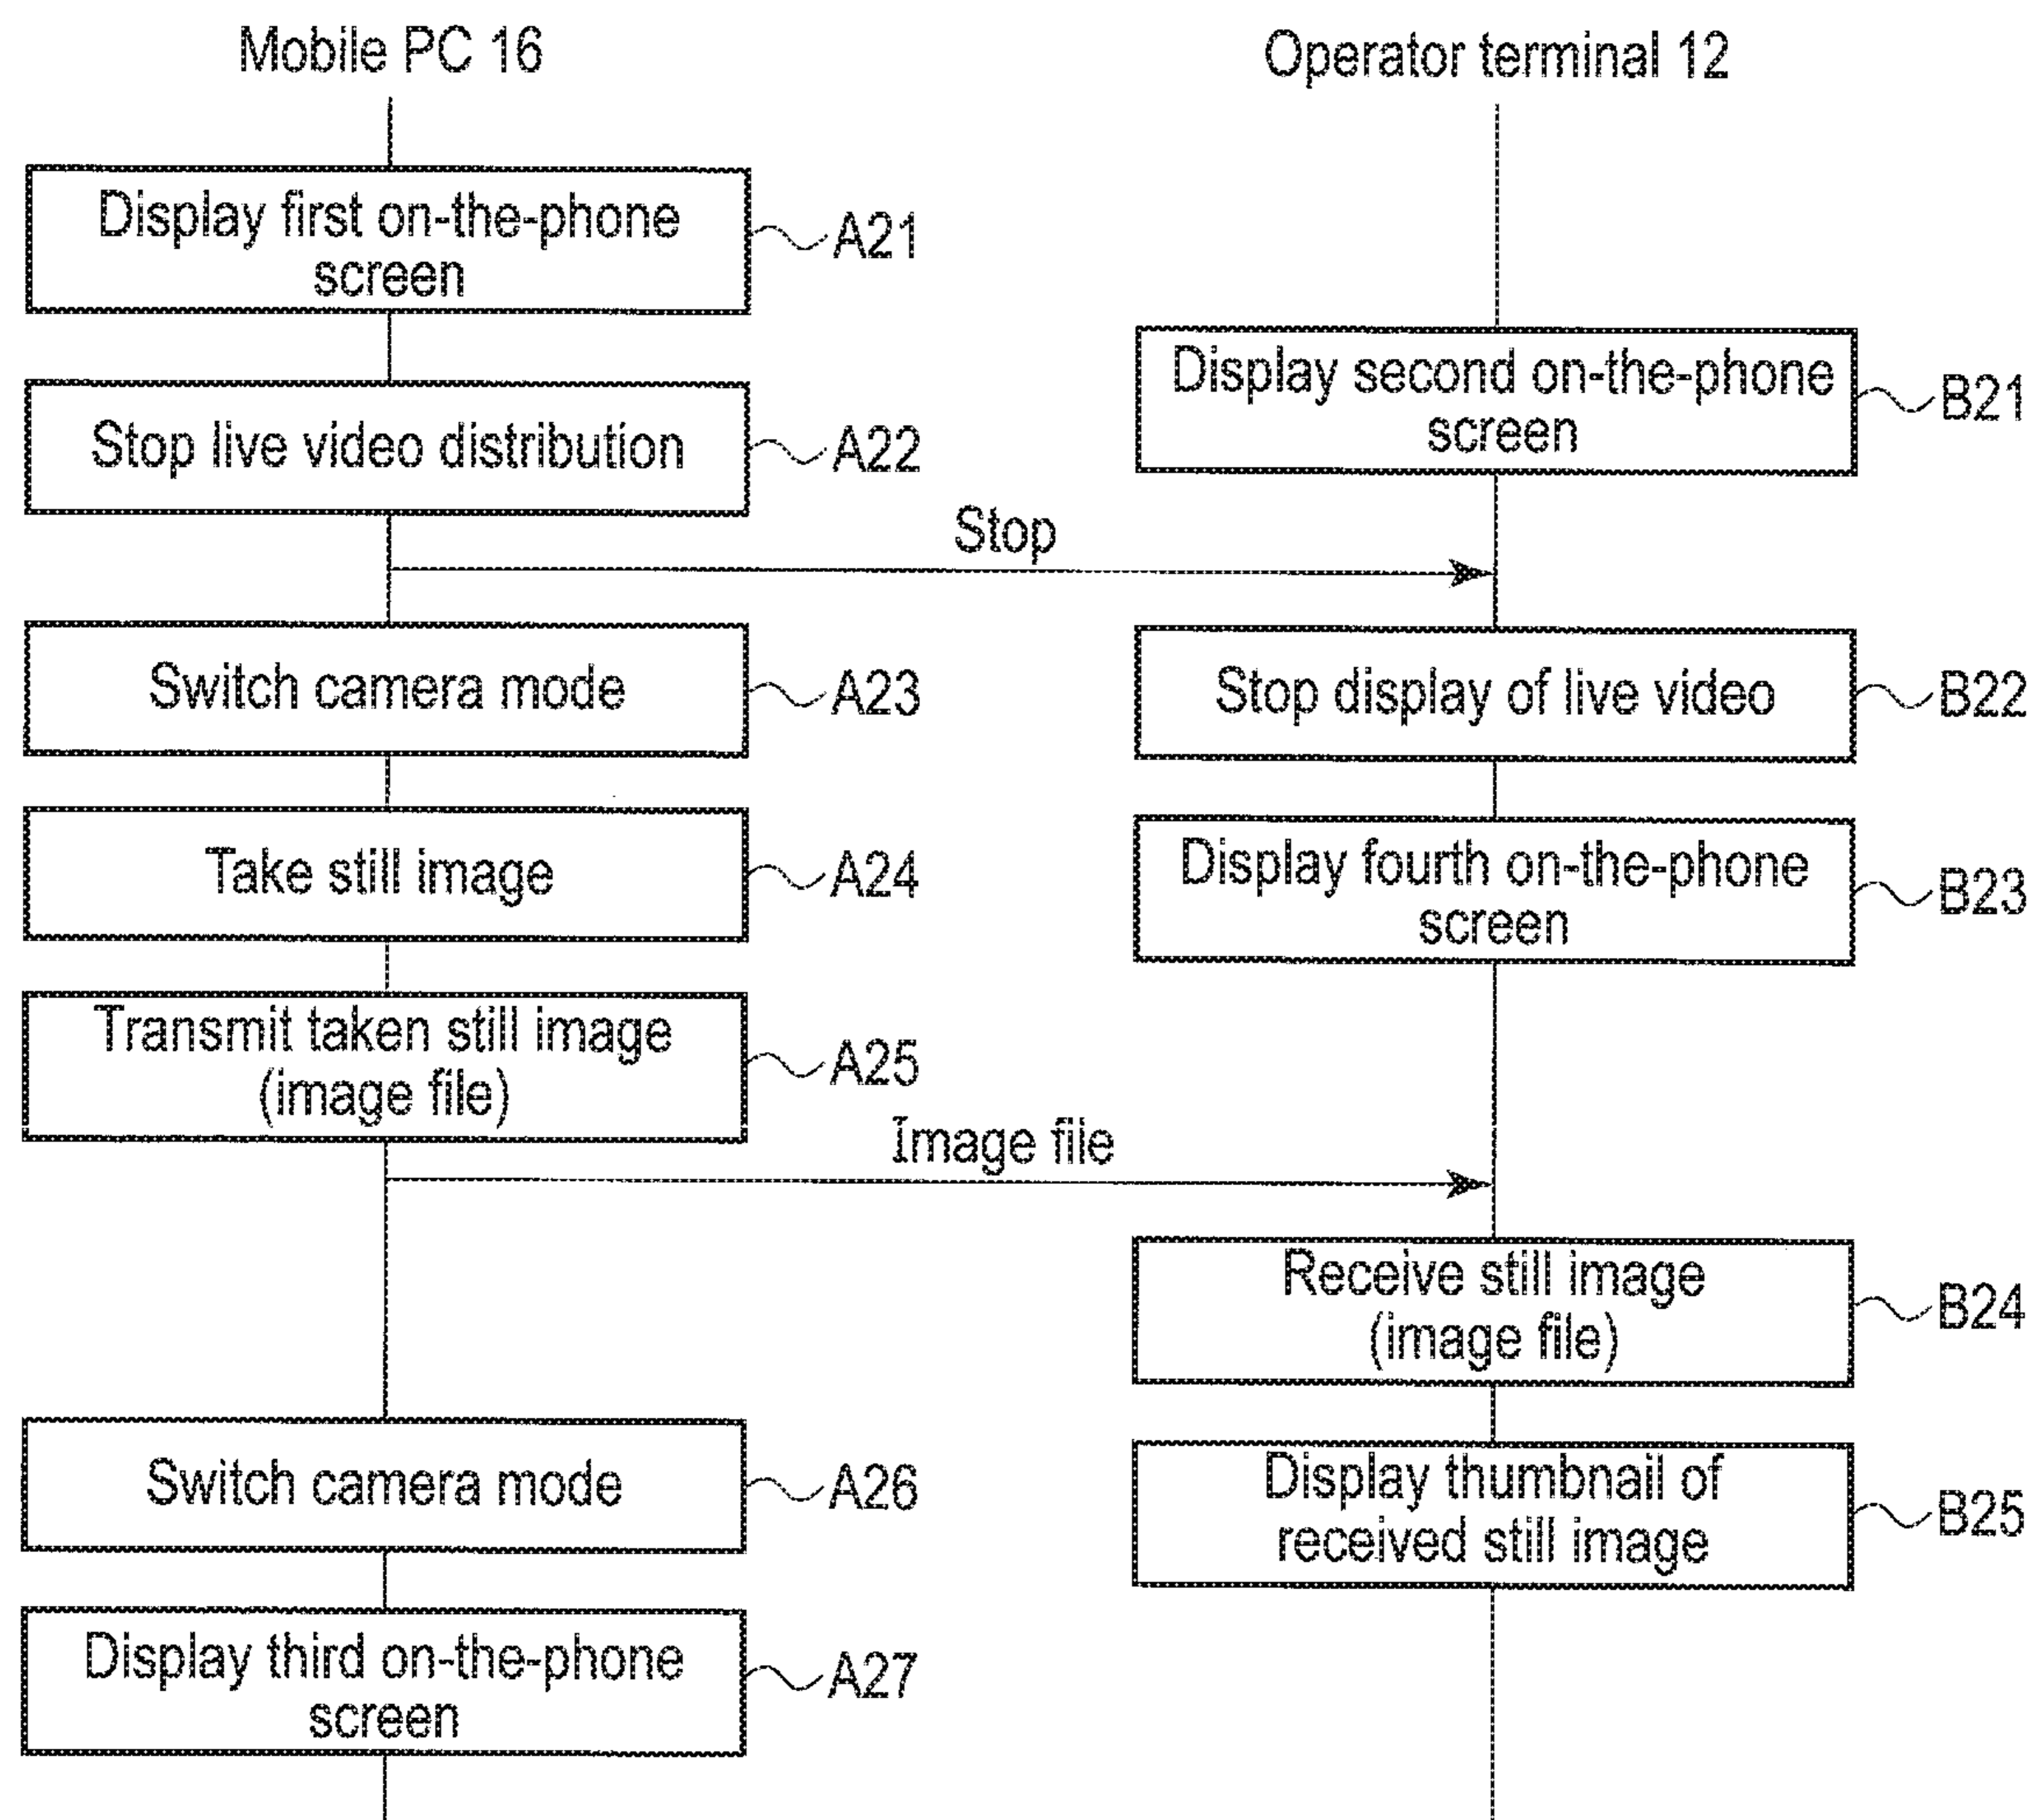 Mobile PC 16
Operator terminal 12
Display first on-the-phone
screen
A21
Display second on-the-phone
screen
B21
Stop live video distribution
A22
Stop
Switch camera mode
A23
Stop display of live video
B22
Take still image
A24
Display fourth on-the-phone
screen
B23
Transmit taken still image
(image file)
A25
Image file
Receive still image
(image file)
B24
Switch camera mode
A26
Display thumbnail of
received still image
B25
Display third on-the-phone
screen
A27